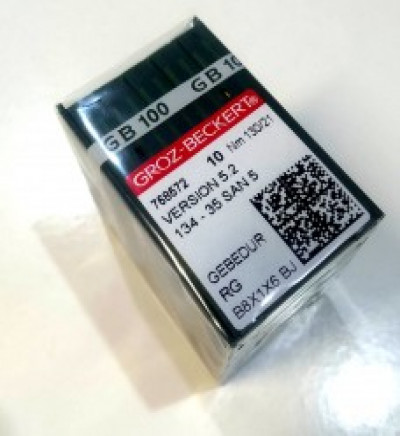 GB 100 GB 10
GROZ-BECKERT®
768572 10 Nm 130/21
VERSION 5.2
134 - 35 SAN 5
GEBEDUR
RG
B8X1X6 BJ